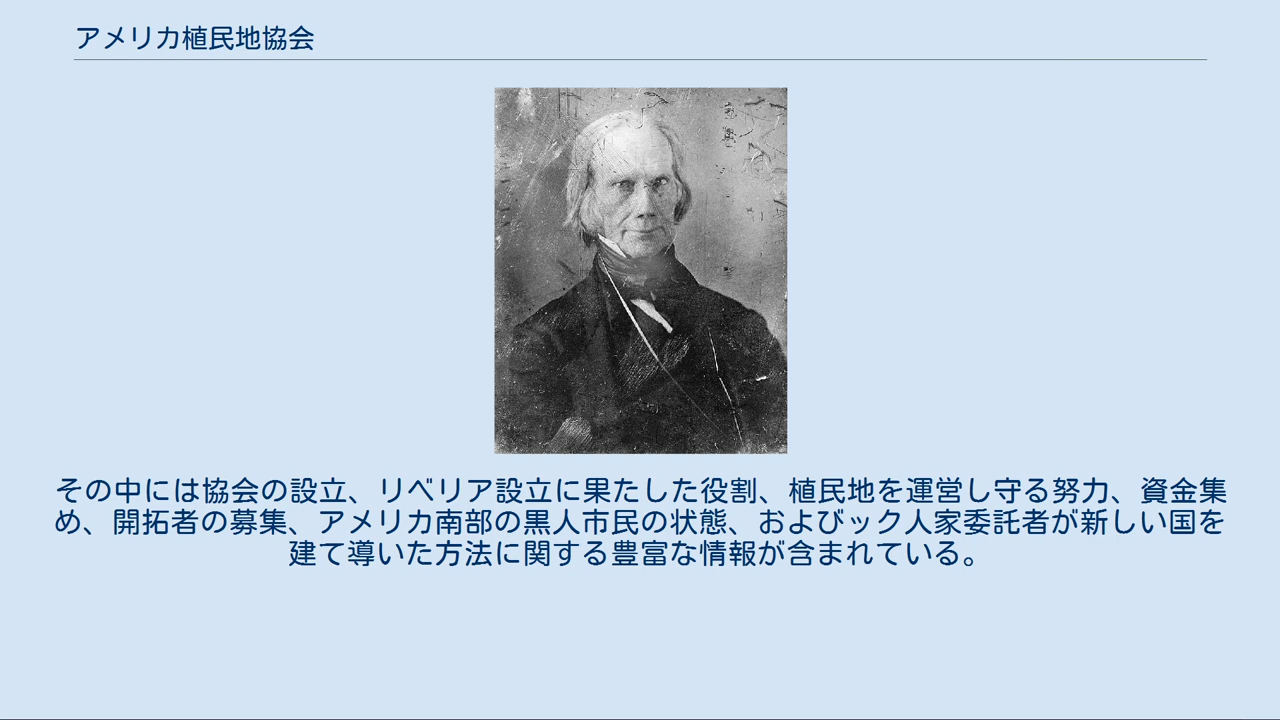 アメリカ植民地協会
その中には協会の設立、リベリア設立に果たした役割、植民地を運営し守る努力、資金集
め、開拓者の募集、アメリカ南部の黒人市民の状態、およびック人家委託者が新しい国を
建て導いた方法に関する豊富な情報が含まれている。